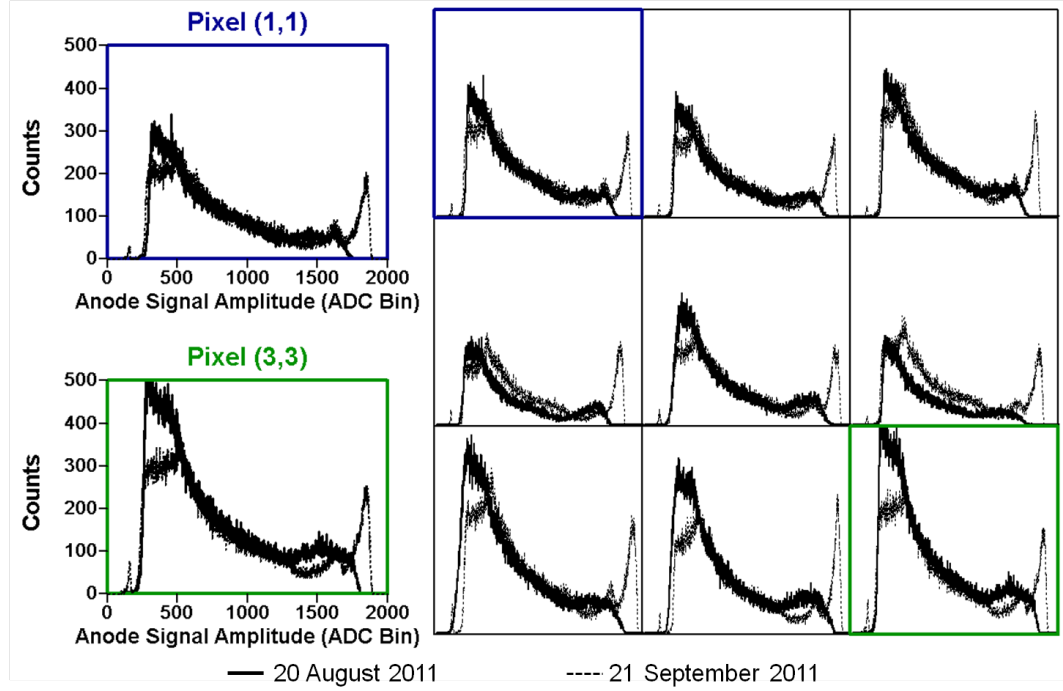 Pixel (1,1)
500
400
300
200
100
0
Counts
0 500 1000 1500 2000
Anode Signal Amplitude (ADC Bin)
Pixel (3,3)
500
400
300
200
100
0
Counts
0 500 1000 1500 2000
Anode Signal Amplitude (ADC Bin)
20 August 2011
21 September 2011